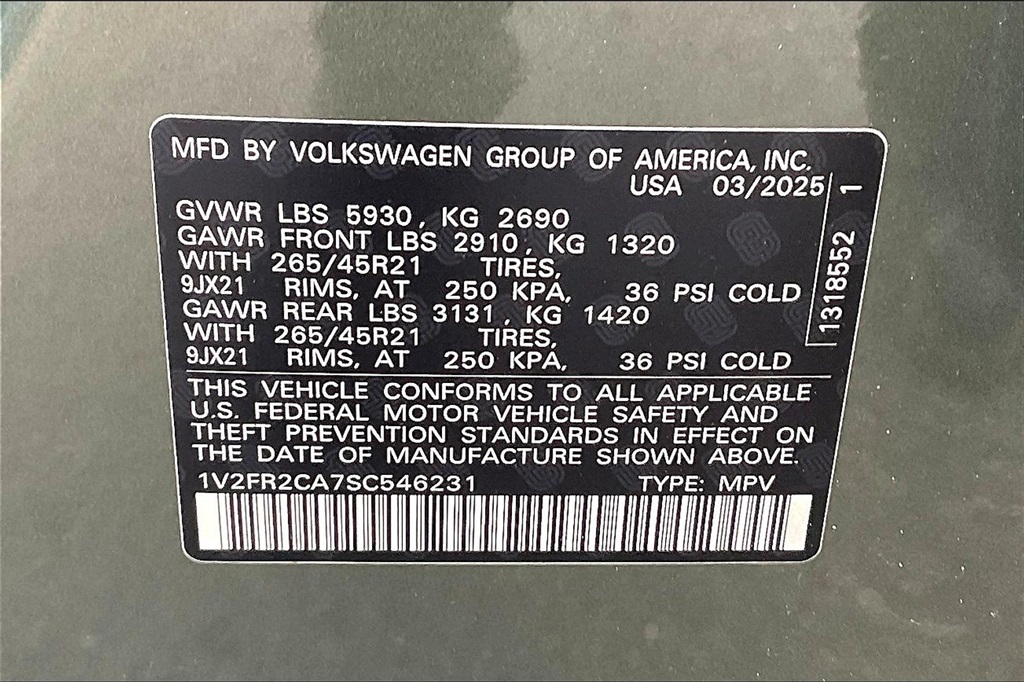 MFD BY VOLKSWAGEN GROUP OF AMERICA, INC.
USA 03/2025
GVWR LBS 5930, KG 2690
GAWR FRONT LBS 2910, KG 1320
WITH 265/45R21 TIRES,
9JX21 RIMS, AT 250 KPA, 36 PSI COLD
GAWR REAR LBS 3131, KG 1420
WITH 265/45R21 TIRES,
9JX21 RIMS, AT 250 KPA, 36 PSI COLD
1318552 1
THIS VEHICLE CONFORMS TO ALL APPLICABLE
U.S. FEDERAL MOTOR VEHICLE SAFETY AND
THEFT PREVENTION STANDARDS IN EFFECT ON
THE DATE OF MANUFACTURE SHOWN ABOVE.
1V2FR2CA7SC546231 TYPE: MPV